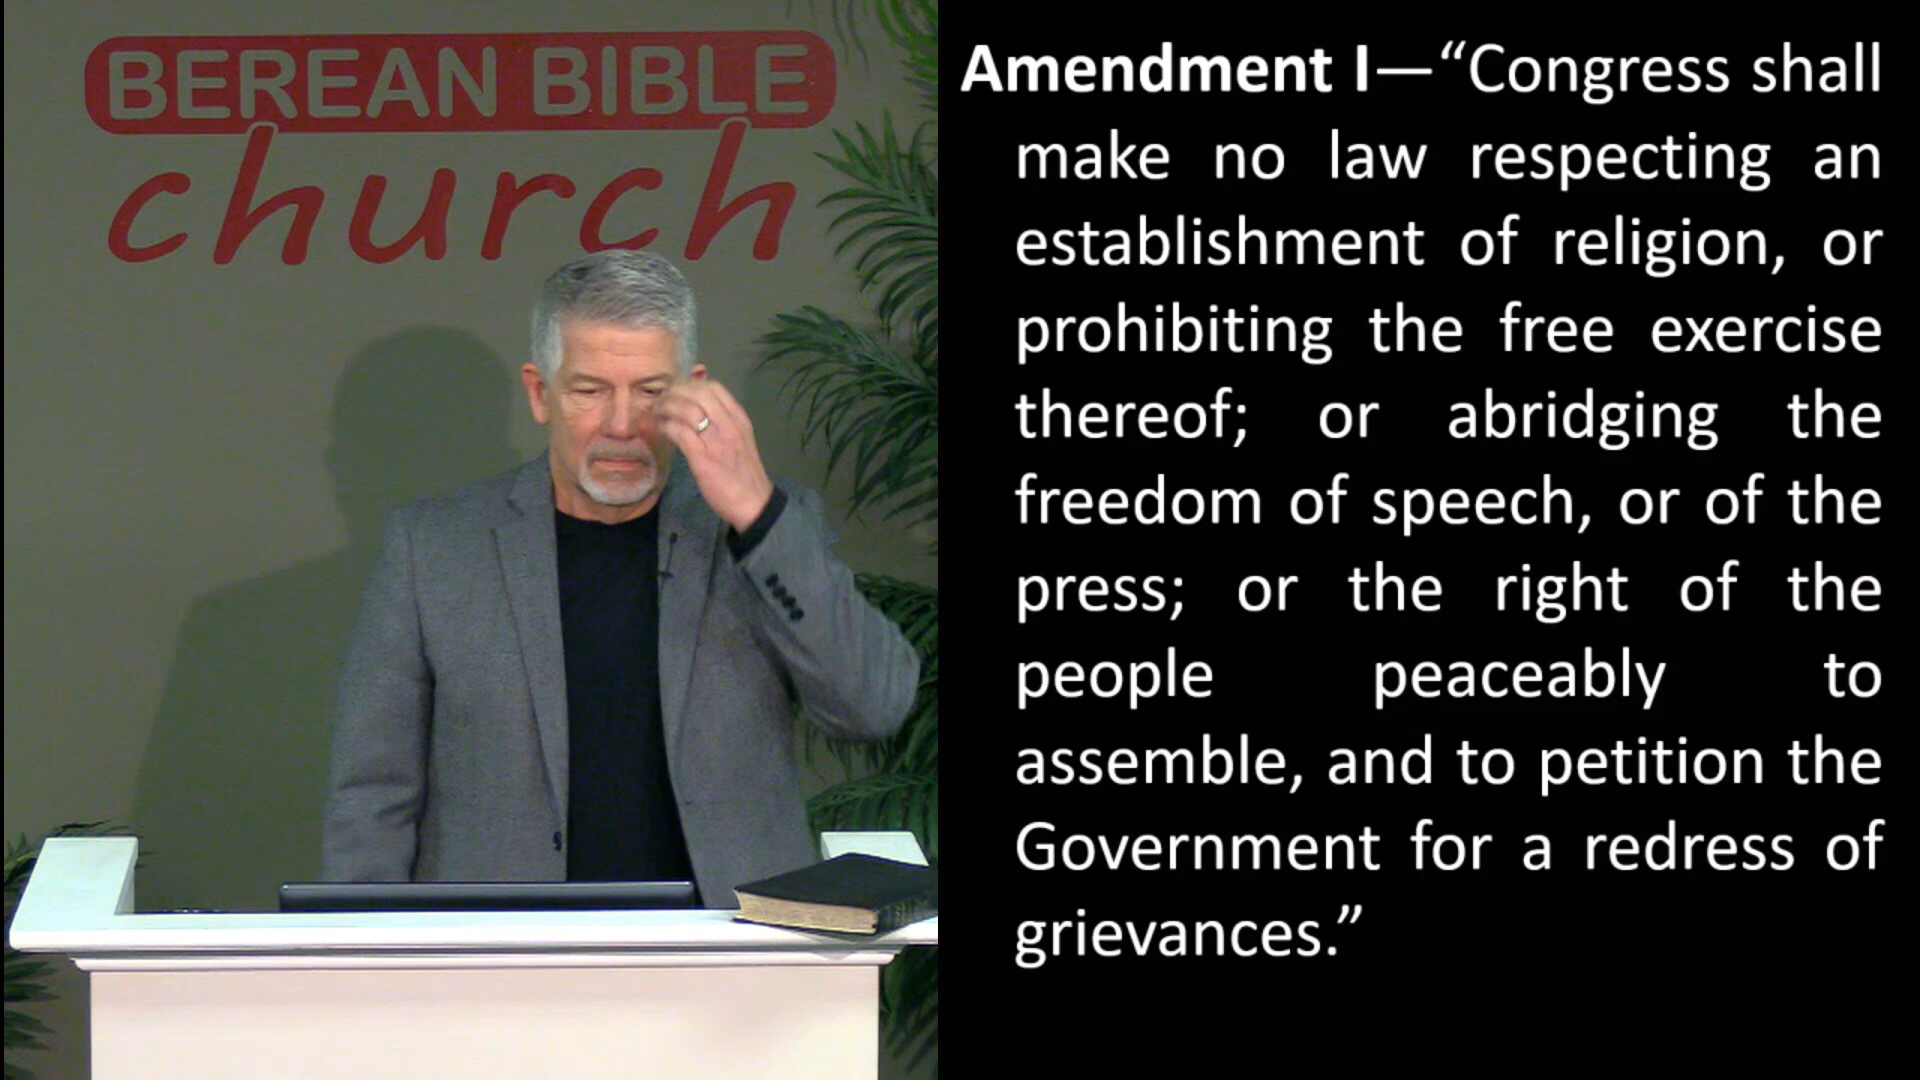 BEREAN BIBLE
church
Amendment I—“Congress shall
make no law respecting an
establishment of religion, or
prohibiting the free exercise
thereof; or abridging the
freedom of speech, or of the
press; or the right of the
people peaceably to
assemble, and to petition the
Government for a redress of
grievances.”